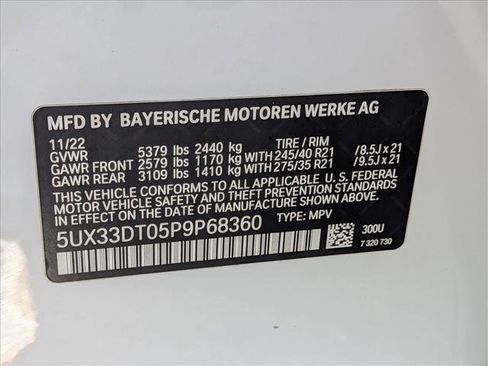 MFD BY BAYERISCHE MOTOREN WERKE AG
11/22
GVWR 5379 lbs 2440 kg TIRE / RIM
GAWR FRONT 2579 lbs 1170 kg WITH 245/40 R21 /8.5J x 21
GAWR REAR 3109 lbs 1410 kg WITH 275/35 R21 /9.5J x 21
THIS VEHICLE CONFORMS TO ALL APPLICABLE U. S. FEDERAL
MOTOR VEHICLE SAFETY, BUMPER, AND THEFT PREVENTION STANDARDS
IN EFFECT ON THE DATE OF MANUFACTURE SHOWN ABOVE.
5UX33DT05P9P68360 TYPE: MPV
300U
7 320 730